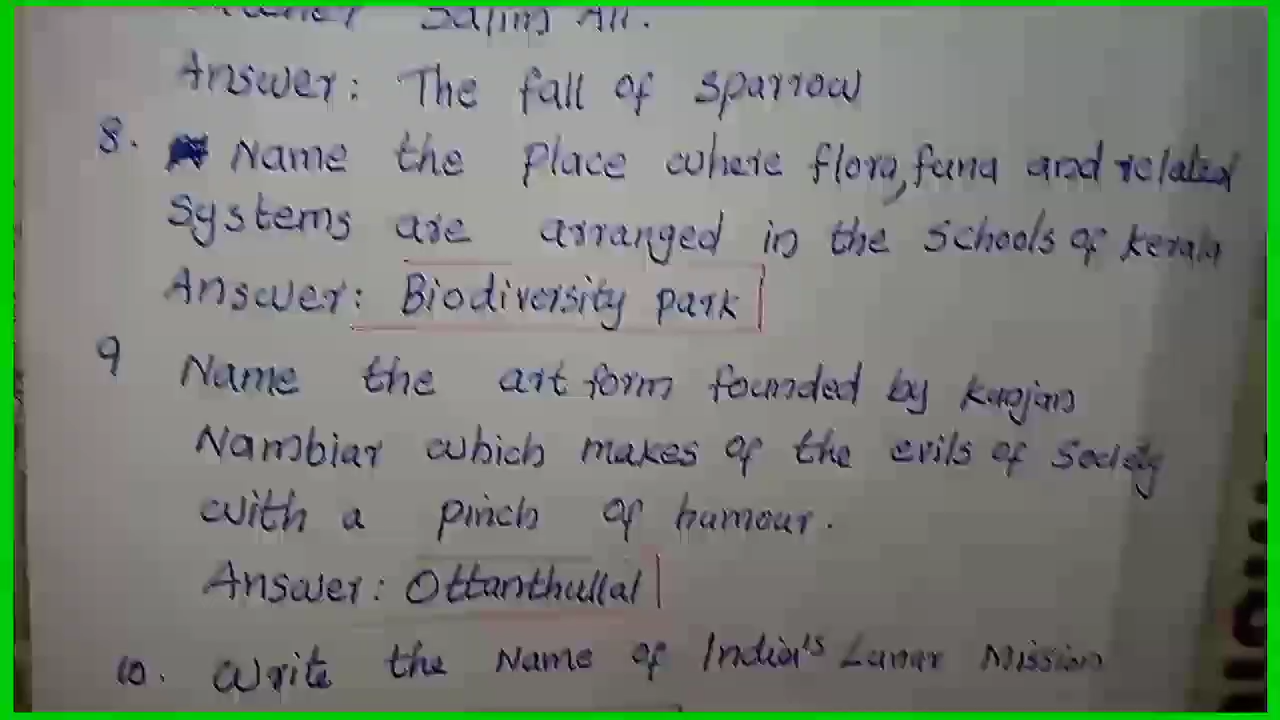 Salim Ali.
Answer: The fall of sparrow
8. Name the place where flora, funa and related
systems are arranged in the schools of kerala
Answer: Biodiversity park
9 Name the art form founded by kunjan
Nambiar which makes of the evils of society
with a pinch of humour.
Answer: Ottanthullal
10. Write the Name of India's Lunar Mission